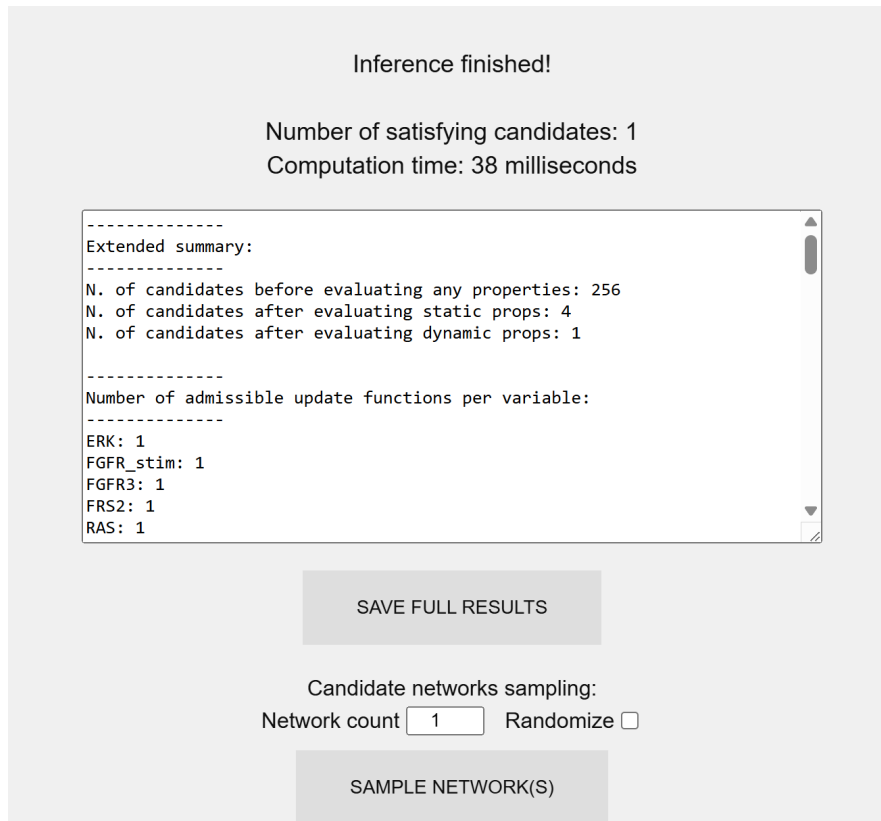 Inference finished!
Number of satisfying candidates: 1
Computation time: 38 milliseconds
--------------
Extended summary:
--------------
N. of candidates before evaluating any properties: 256
N. of candidates after evaluating static props: 4
N. of candidates after evaluating dynamic props: 1
--------------
Number of admissible update functions per variable:
--------------
ERK: 1
FGFR_stim: 1
FGFR3: 1
FRS2: 1
RAS: 1
SAVE FULL RESULTS
Candidate networks sampling:
Network count 1 Randomize
SAMPLE NETWORK(S)